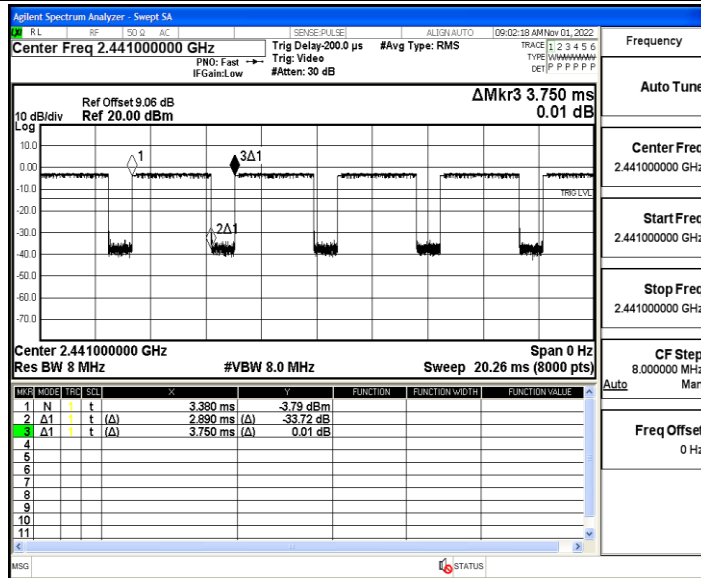 Agilent Spectrum Analyzer - Swept SA
RL RF 50 Ω AC SENSE:PULSE ALIGN AUTO 09:02:18 AM Nov 01, 2022
Center Freq 2.441000000 GHz
PNO: Fast
IFGain:Low
Trig Delay-200.0 µs
Trig: Video
#Atten: 30 dB
#Avg Type: RMS
TRACE 1 2 3 4 5 6
TYPE
DET P P P P P P
Frequency
Auto Tune
Center Freq
2.441000000 GHz
Start Freq
2.441000000 GHz
Stop Freq
2.441000000 GHz
CF Step
8.000000 MHz
Auto Man
Freq Offset
0 Hz
ΔMkr3 3.750 ms
0.01 dB
Ref Offset 9.06 dB
10 dB/div Ref 20.00 dBm
Log
10.0
0.00
-10.0
-20.0
-30.0
-40.0
-50.0
-60.0
-70.0
1
3Δ1
2Δ1
TRIG LVL
Center 2.441000000 GHz Span 0 Hz
Res BW 8 MHz #VBW 8.0 MHz Sweep 20.26 ms (8000 pts)
MKR MODE TRC SCL X Y FUNCTION FUNCTION WIDTH FUNCTION VALUE
1 N 1 t 3.380 ms -3.79 dBm
2 Δ1 1 t (Δ) 2.890 ms (Δ) -33.72 dB
3 Δ1 1 t (Δ) 3.750 ms (Δ) 0.01 dB
4
5
6
7
8
9
10
11
MSG STATUS